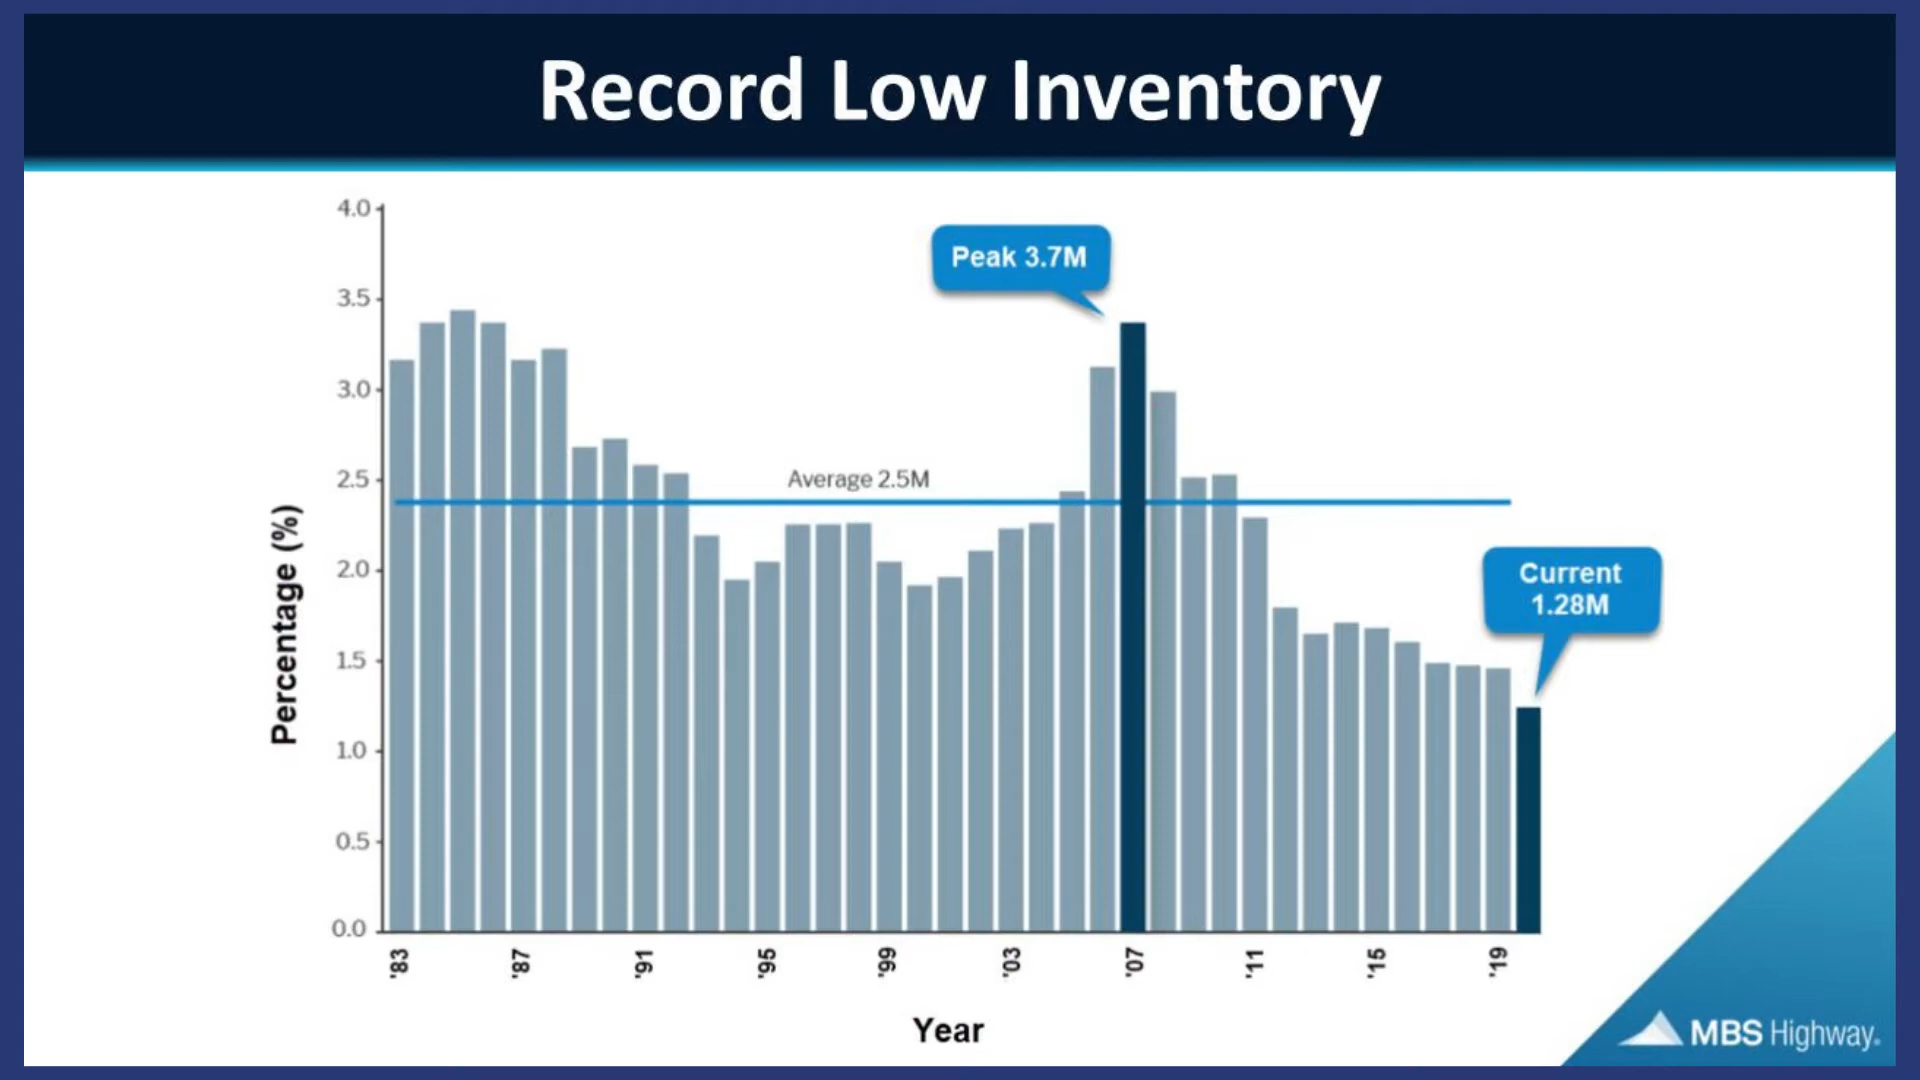 Record Low Inventory
4.0
3.5
3.0
2.5
2.0
1.5
1.0
0.5
0.0
Percentage (%)
Peak 3.7M
Average 2.5M
Current
1.28M
'83
'87
'91
'95
'99
'03
'07
'11
'15
'19
Year
MBS Highway.